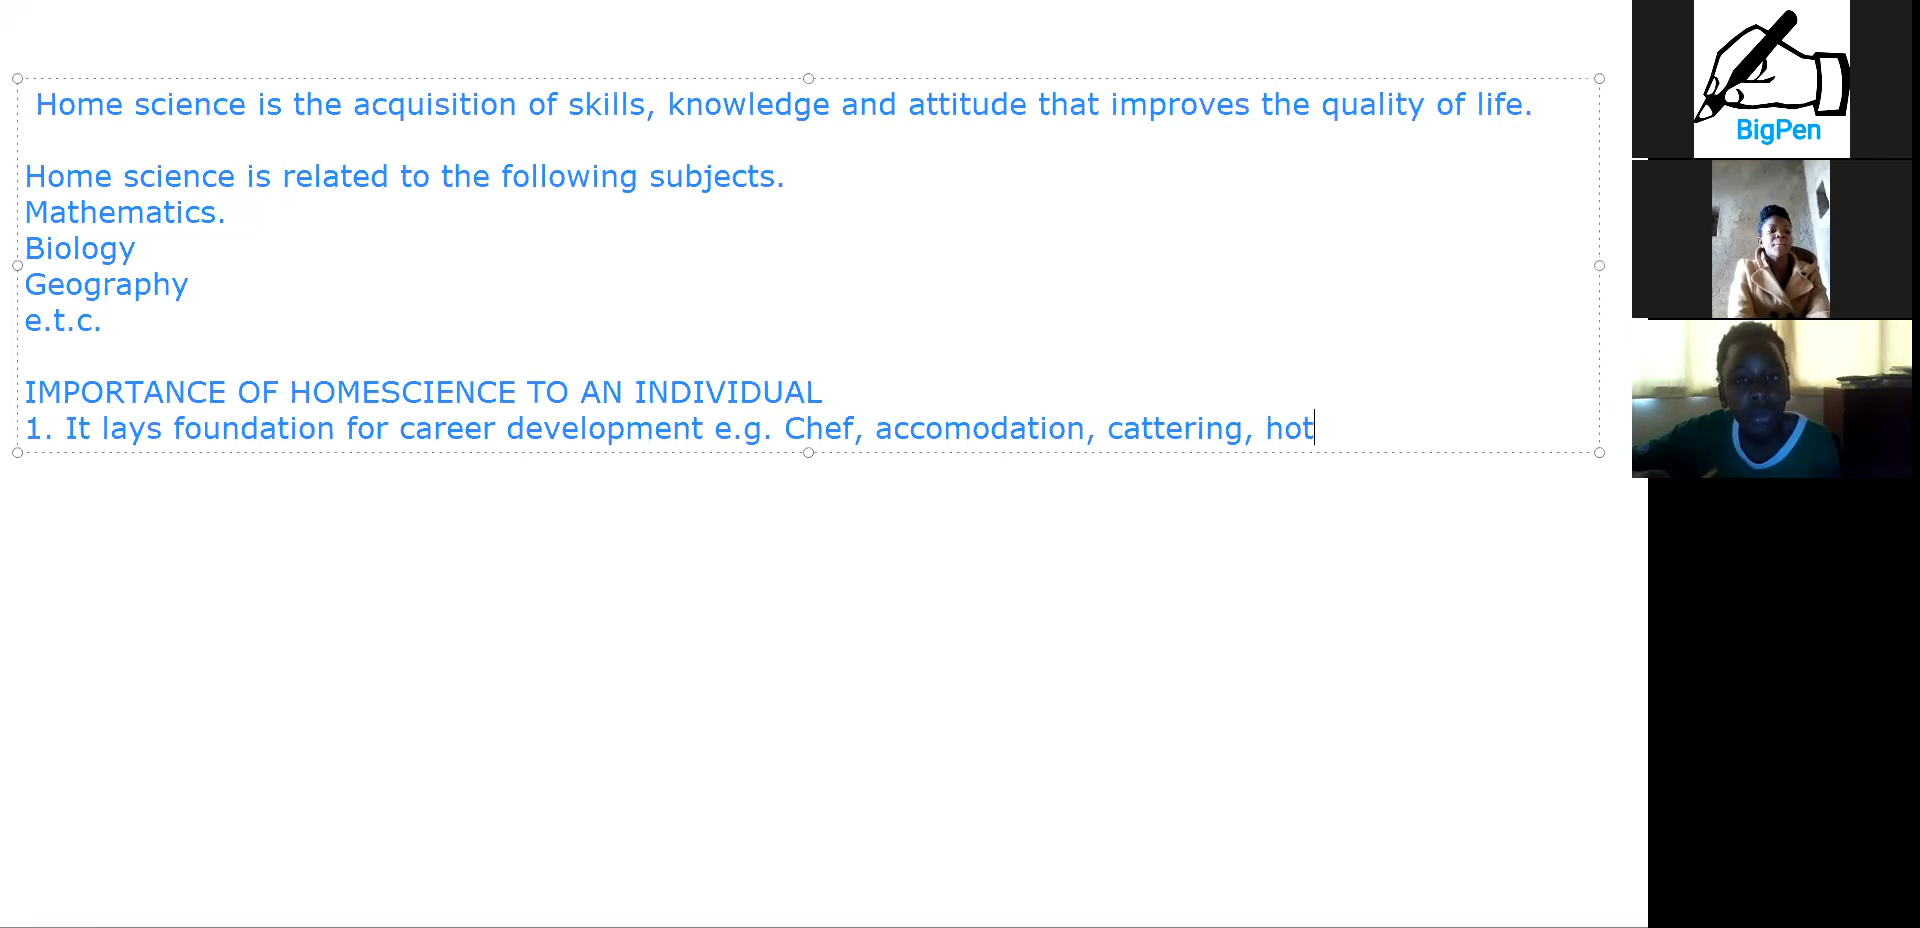 Home science is the acquisition of skills, knowledge and attitude that improves the quality of life.
Home science is related to the following subjects.
Mathematics.
Biology
Geography
e.t.c.
IMPORTANCE OF HOMESCIENCE TO AN INDIVIDUAL
1. It lays foundation for career development e.g. Chef, accomodation, cattering, hot
BigPen